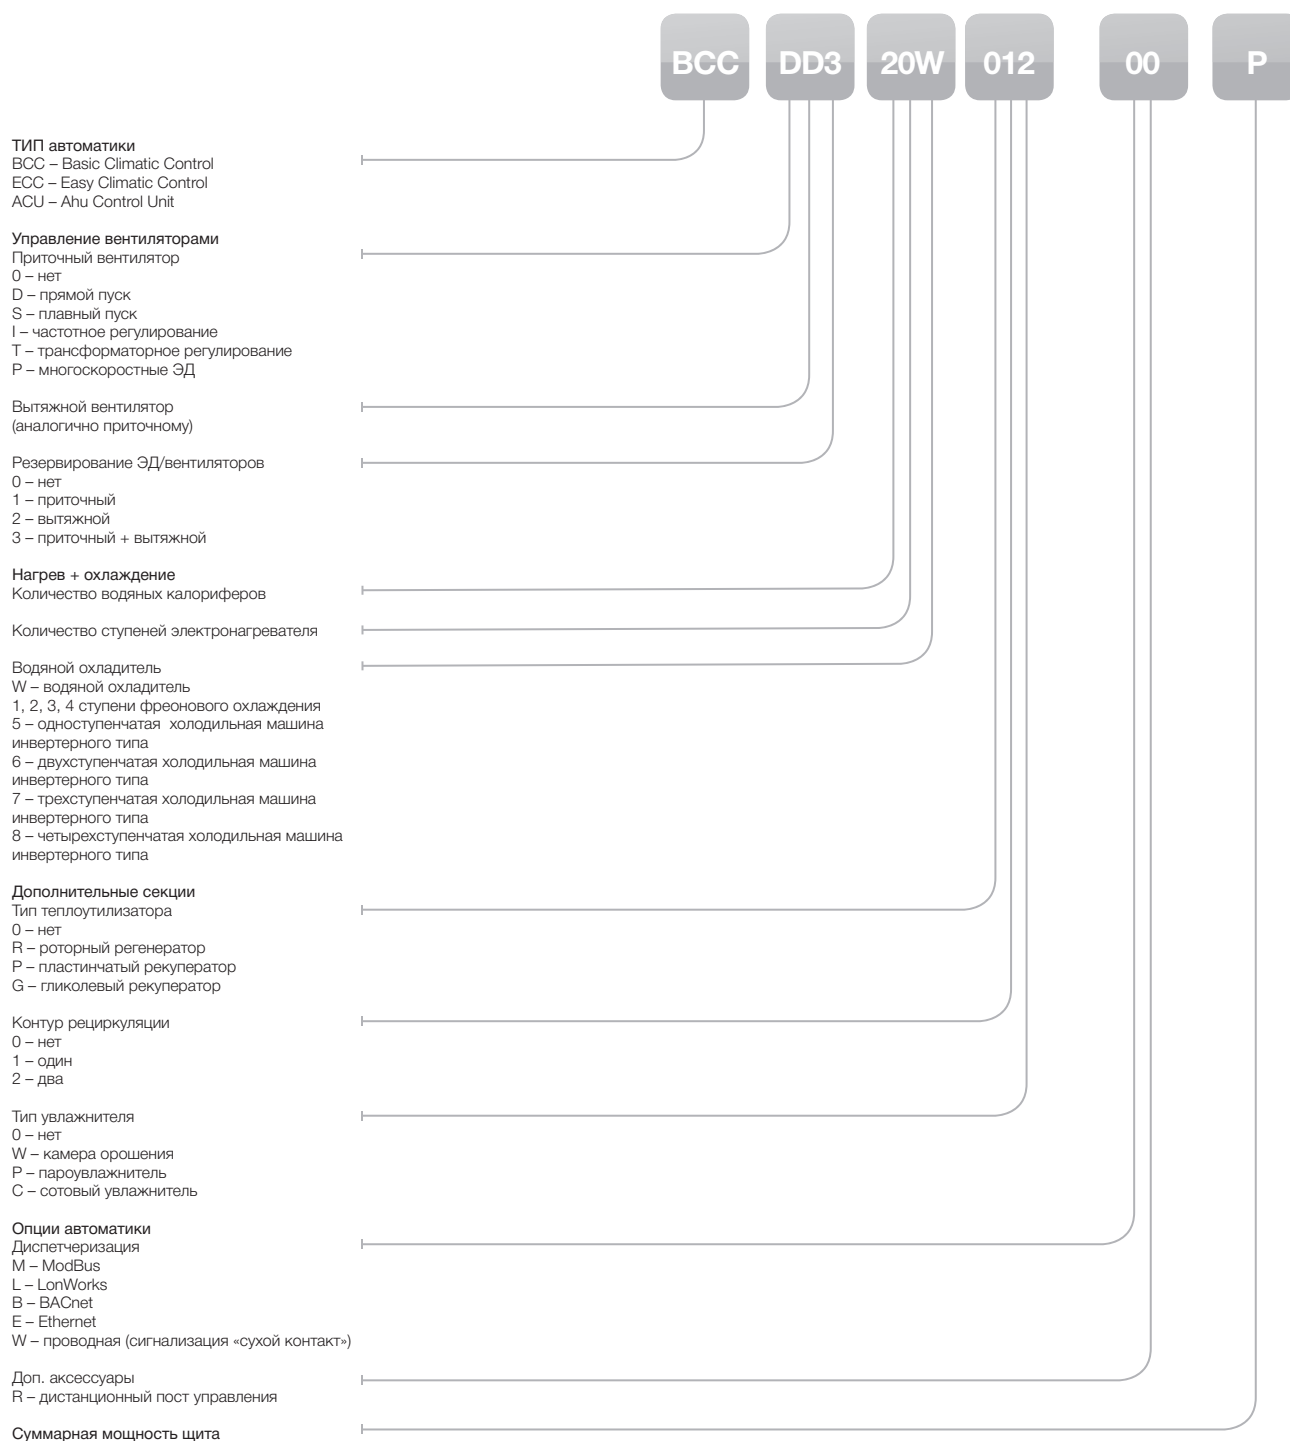 BCC DD3 20W 012 00 P
ТИП автоматики
BCC – Basic Climatic Control
ECC – Easy Climatic Control
ACU – Ahu Control Unit
Управление вентиляторами
Приточный вентилятор
0 – нет
D – прямой пуск
S – плавный пуск
I – частотное регулирование
T – трансформаторное регулирование
P – многоскоростные ЭД
Вытяжной вентилятор
(аналогично приточному)
Резервирование ЭД/вентиляторов
0 – нет
1 – приточный
2 – вытяжной
3 – приточный + вытяжной
Нагрев + охлаждение
Количество водяных калориферов
Количество ступеней электронагревателя
Водяной охладитель
W – водяной охладитель
1, 2, 3, 4 ступени фреонового охлаждения
5 – одноступенчатая холодильная машина
инвертерного типа
6 – двухступенчатая холодильная машина
инвертерного типа
7 – трехступенчатая холодильная машина
инвертерного типа
8 – четырехступенчатая холодильная машина
инвертерного типа
Дополнительные секции
Тип теплоутилизатора
0 – нет
R – роторный регенератор
P – пластинчатый рекуператор
G – гликолевый рекуператор
Контур рециркуляции
0 – нет
1 – один
2 – два
Тип увлажнителя
0 – нет
W – камера орошения
P – пароувлажнитель
C – сотовый увлажнитель
Опции автоматики
Диспетчеризация
M – ModBus
L – LonWorks
B – BACnet
E – Ethernet
W – проводная (сигнализация «сухой контакт»)
Доп. аксессуары
R – дистанционный пост управления
Суммарная мощность щита